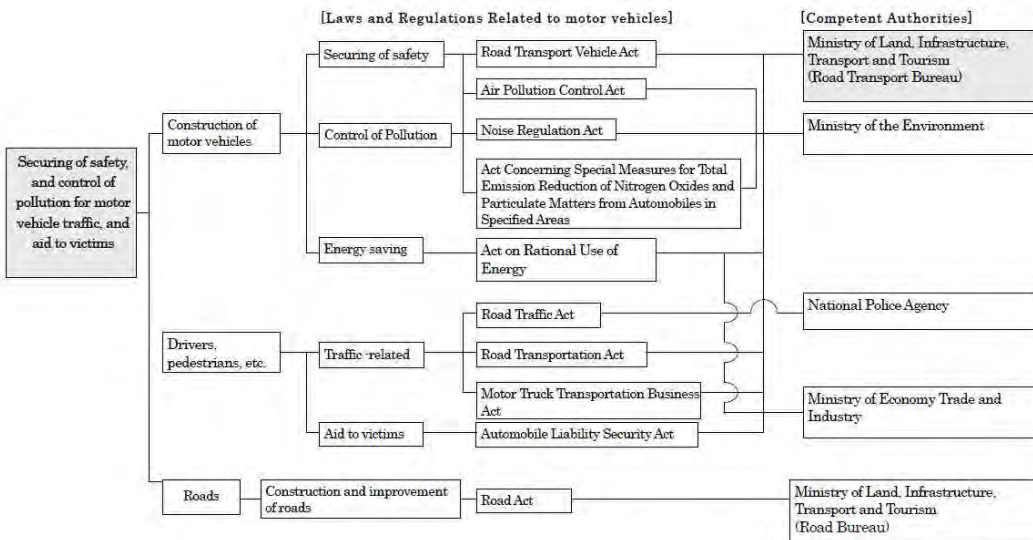 [Laws and Regulations Related to motor vehicles]
[Competent Authorities]
Securing of safety,
and control of
pollution for motor
vehicle traffic, and
aid to victims
Construction of
motor vehicles
Securing of safety
Road Transport Vehicle Act
Air Pollution Control Act
Control of Pollution
Noise Regulation Act
Act Concerning Special Measures for Total
Emission Reduction of Nitrogen Oxides and
Particulate Matters from Automobiles in
Specified Areas
Energy saving
Act on Rational Use of
Energy
Drivers,
pedestrians, etc.
Traffic -related
Road Traffic Act
Road Transportation Act
Motor Truck Transportation Business
Act
Aid to victims
Automobile Liability Security Act
Roads
Construction and improvement
of roads
Road Act
Ministry of Land, Infrastructure,
Transport and Tourism
(Road Transport Bureau)
Ministry of the Environment
National Police Agency
Ministry of Economy Trade and
Industry
Ministry of Land, Infrastructure,
Transport and Tourism
(Road Bureau)